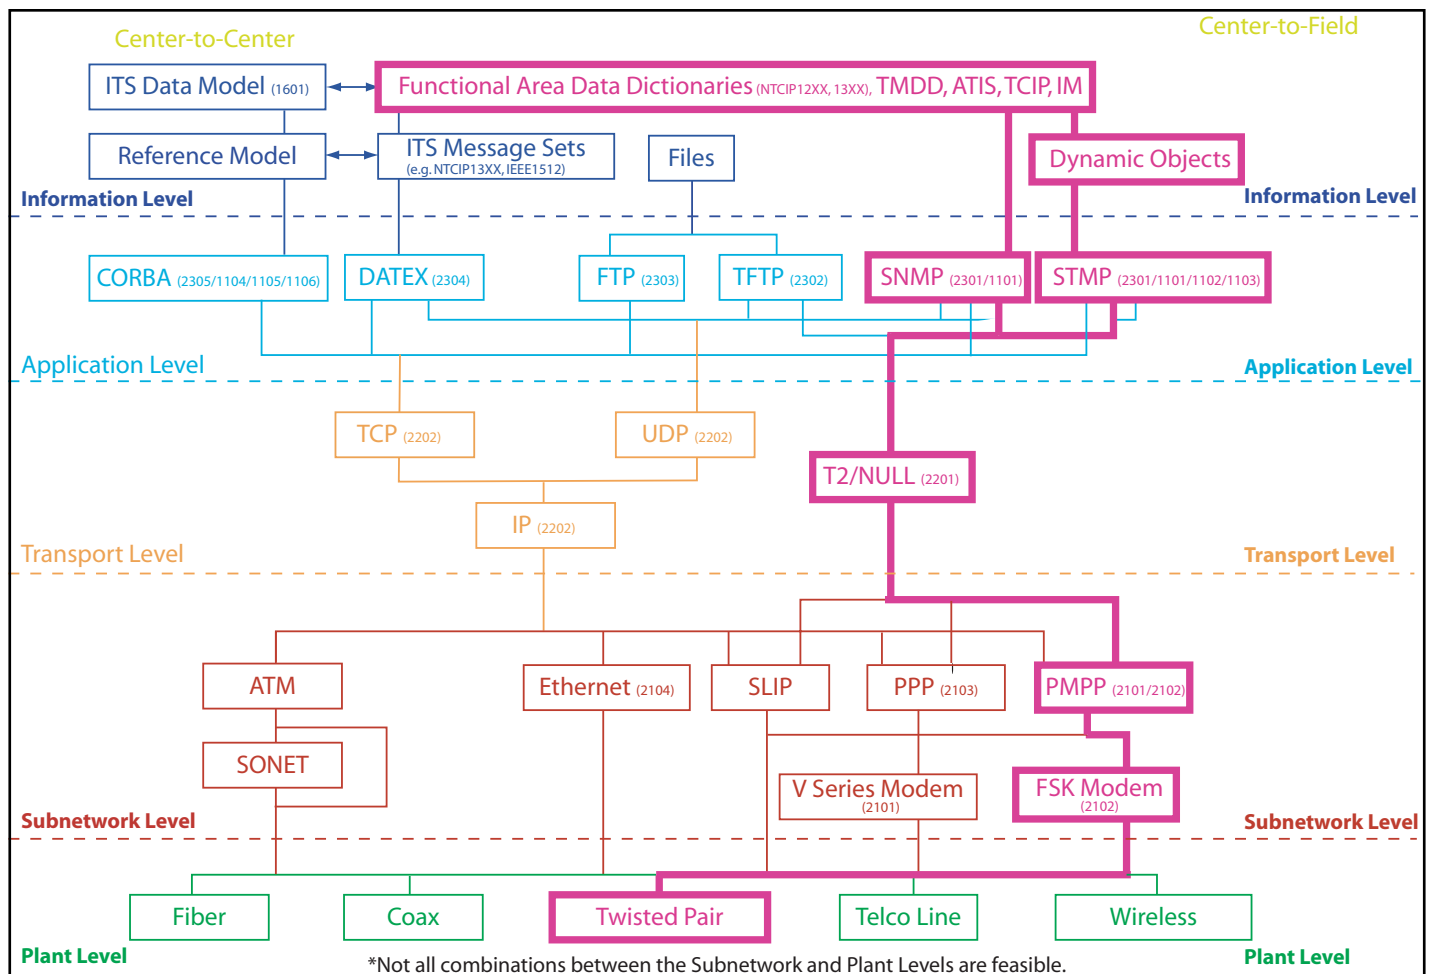 Center-to-Center
Center-to-Field
ITS Data Model (1601)
Functional Area Data Dictionaries (NTCIP12XX, 13XX), TMDD, ATIS, TCIP, IM
Reference Model
ITS Message Sets
(e.g. NTCIP13XX, IEEE1512)
Files
Dynamic Objects
Information Level
Information Level
CORBA (2305/1104/1105/1106)
DATEX (2304)
FTP (2303)
TFTP (2302)
SNMP (2301/1101)
STMP (2301/1101/1102/1103)
Application Level
Application Level
TCP (2202)
UDP (2202)
T2/NULL (2201)
IP (2202)
Transport Level
Transport Level
ATM
Ethernet (2104)
SLIP
PPP (2103)
PMPP (2101/2102)
SONET
V Series Modem
(2101)
FSK Modem
(2102)
Subnetwork Level
Subnetwork Level
Fiber
Coax
Twisted Pair
Telco Line
Wireless
Plant Level
Plant Level
*Not all combinations between the Subnetwork and Plant Levels are feasible.